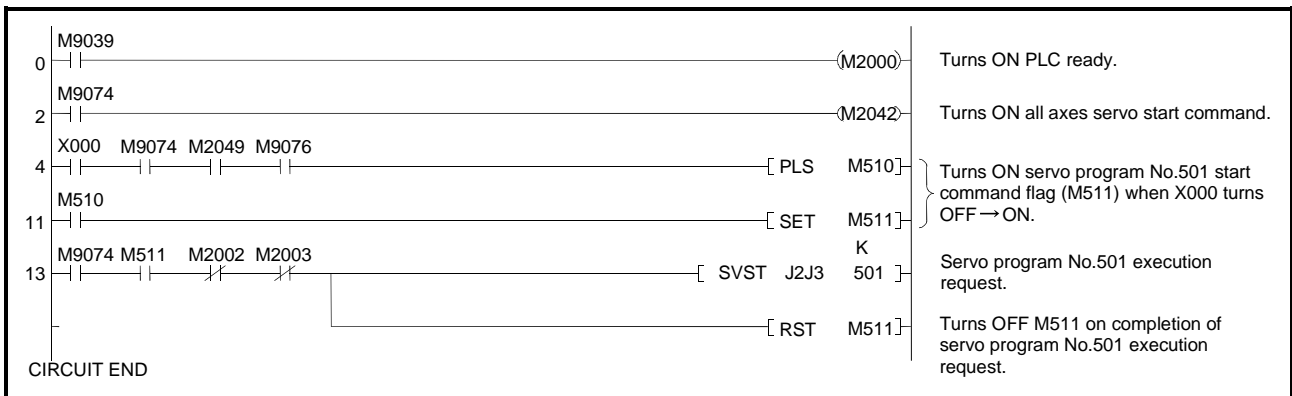 M9039
0 (M2000) Turns ON PLC ready.
M9074
2 (M2042) Turns ON all axes servo start command.
X000 M9074 M2049 M9076
4 [ PLS M510] Turns ON servo program No.501 start
command flag (M511) when X000 turns
OFF→ON.
M510
11 [ SET M511]
K
M9074 M511 M2002 M2003
13 [ SVST J2J3 501 ] Servo program No.501 execution
request.
[ RST M511] Turns OFF M511 on completion of
servo program No.501 execution
request.
CIRCUIT END